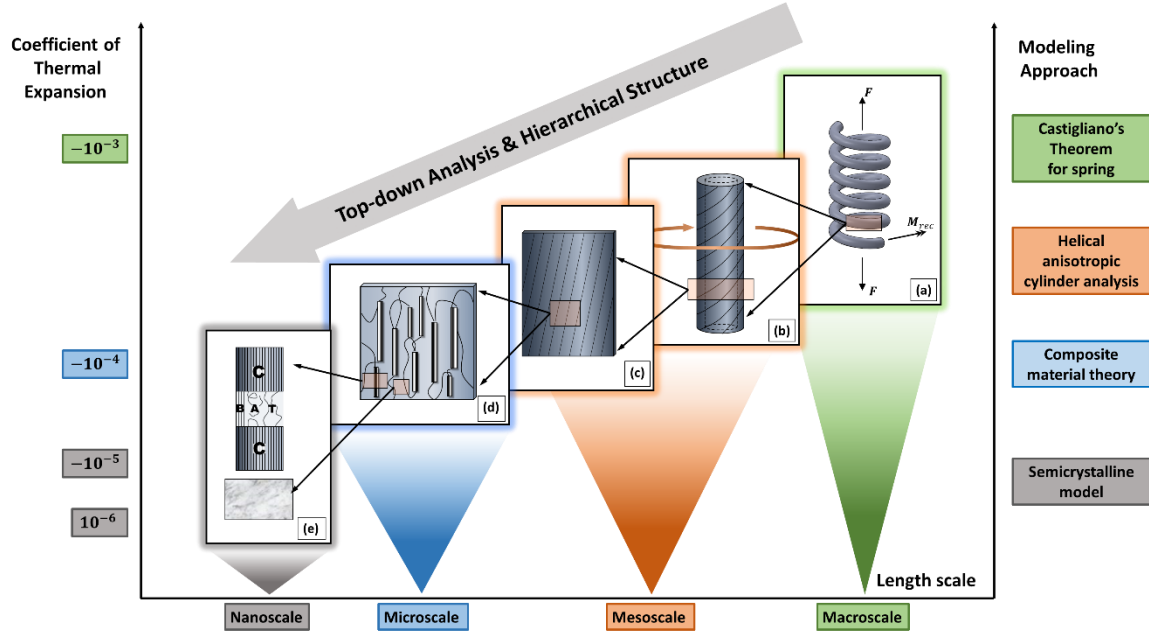 Coefficient of
Thermal
Expansion
−10⁻³
−10⁻⁴
−10⁻⁵
10⁻⁶
Top-down Analysis & Hierarchical Structure
F
M_rec
F
(a)
(b)
(c)
(d)
C
B A T
C
(e)
Modeling
Approach
Castigliano's
Theorem
for spring
Helical
anisotropic
cylinder analysis
Composite
material theory
Semicrystalline
model
Length scale
Nanoscale
Microscale
Mesoscale
Macroscale